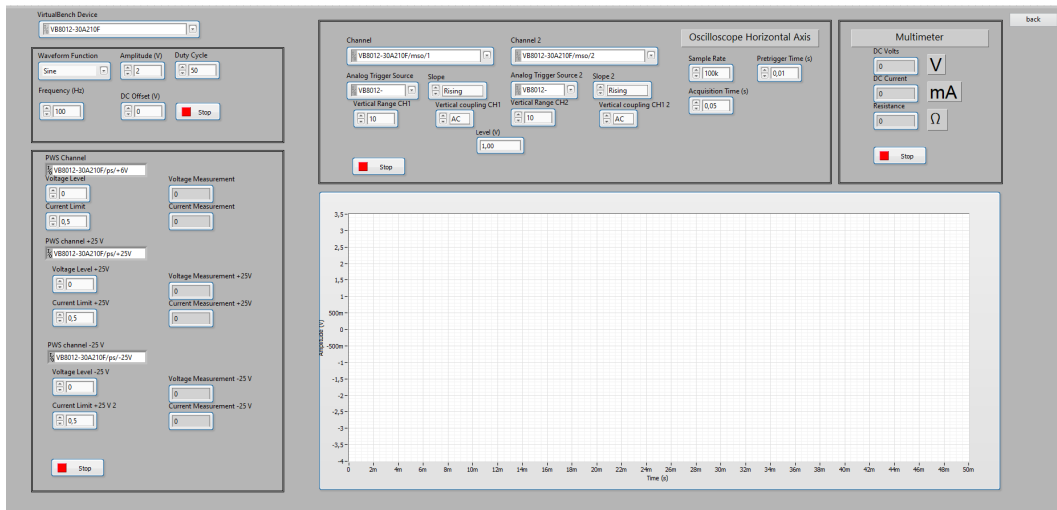 back
VirtualBench Device
VB8012-30A210F
Waveform Function
Amplitude (V)
Duty Cycle
Sine
2
50
Frequency (Hz)
DC Offset (V)
100
0
Stop
PWS Channel
VB8012-30A210F/ps/+6V
Voltage Level
Voltage Measurement
0
0
Current Limit
Current Measurement
0,5
0
PWS channel +25 V
VB8012-30A210F/ps/+25V
Voltage Level +25V
Voltage Measurement +25V
0
0
Current Limit +25V
Current Measurement +25V
0,5
0
PWS channel -25 V
VB8012-30A210F/ps/-25V
Voltage Level -25 V
Voltage Measurement -25 V
0
0
Current Limit +25 V 2
Current Measurement -25 V
0,5
0
Stop
Channel
Channel 2
VB8012-30A210F/mso/1
VB8012-30A210F/mso/2
Analog Trigger Source
Slope
Analog Trigger Source 2
Slope 2
VB8012-
Rising
VB8012-
Rising
Vertical Range CH1
Vertical coupling CH1
Vertical Range CH2
Vertical coupling CH1 2
10
AC
10
AC
Level (V)
1,00
Stop
Oscilloscope Horizontal Axis
Sample Rate
Pretrigger Time (s)
100k
0,01
Acquisition Time (s)
0,05
Multimeter
DC Volts
0
V
DC Current
0
mA
Resistance
0
Ω
Stop
Amplitude (V)
3,5
3
2,5
2
1,5
1
500m
0
-500m
-1
-1,5
-2
-2,5
-3
-3,5
-4
0 2m 4m 6m 8m 10m 12m 14m 16m 18m 20m 22m 24m 26m 28m 30m 32m 34m 36m 38m 40m 42m 44m 46m 48m 50m
Time (s)